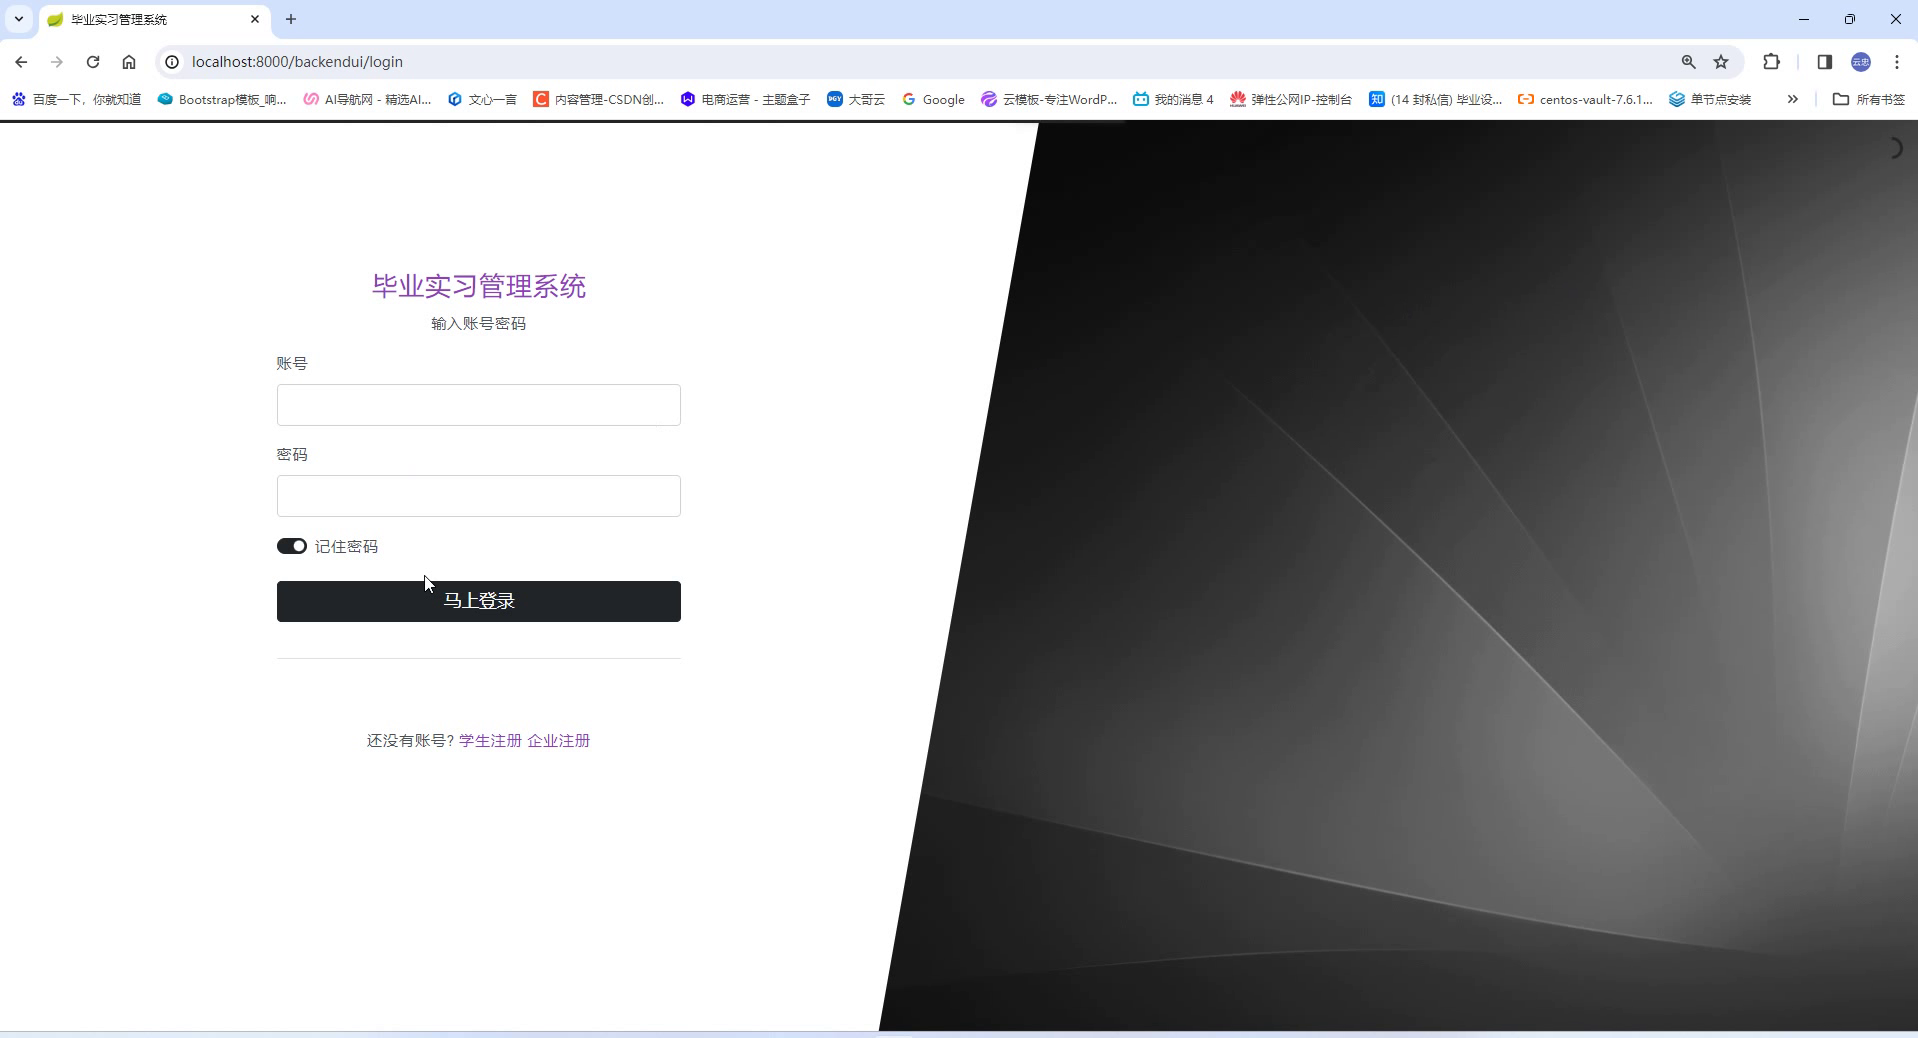 毕业实习管理系统
localhost:8000/backendui/login
云忠
百度一下，你就知道 Bootstrap模板_响... AI导航网 - 精选AI... 文心一言 内容管理-CSDN创... 电商运营 - 主题盒子 大哥云 Google 云模板-专注WordP... 我的消息 4 弹性公网IP-控制台 (14 封私信) 毕业设... centos-vault-7.6.1... 单节点安装 » 所有书签
毕业实习管理系统
输入账号密码
账号
密码
记住密码
马上登录
还没有账号? 学生注册 企业注册